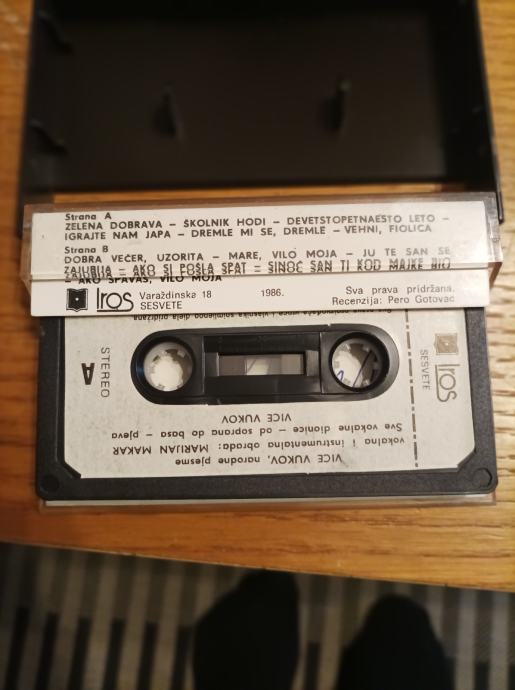 Strana A
ZELENA DOBRAVA – ŠKOLNIK HODI – DEVETSTOPETNAESTO LETO –
IGRAJTE NAM JAPA – DREMLE MI SE, DREMLE – VEHNI, FIOLICA
Strana B
DOBRA VEČER, UZORITA – MARE, VILO MOJA – JU TE SAN SE
ZAJUBIJA – AKO SI POŠLA SPAT – SINOĆ SAN TI KOD MAJKE BIO
– AKO SPAVAŠ, VILO MOJA
Iros
Varaždinska 18
SESVETE
1986.
Sva prava pridržana.
Recenzija: Pero Gotovac
STEREO
A
Iros
SESVETE
VICE VUKOV, narodne pjesme
vokalna i instrumentalna obrada: MARIJAN MAKAR
Sve vokalne dionice – od soprana do basa – pjeva
VICE VUKOV